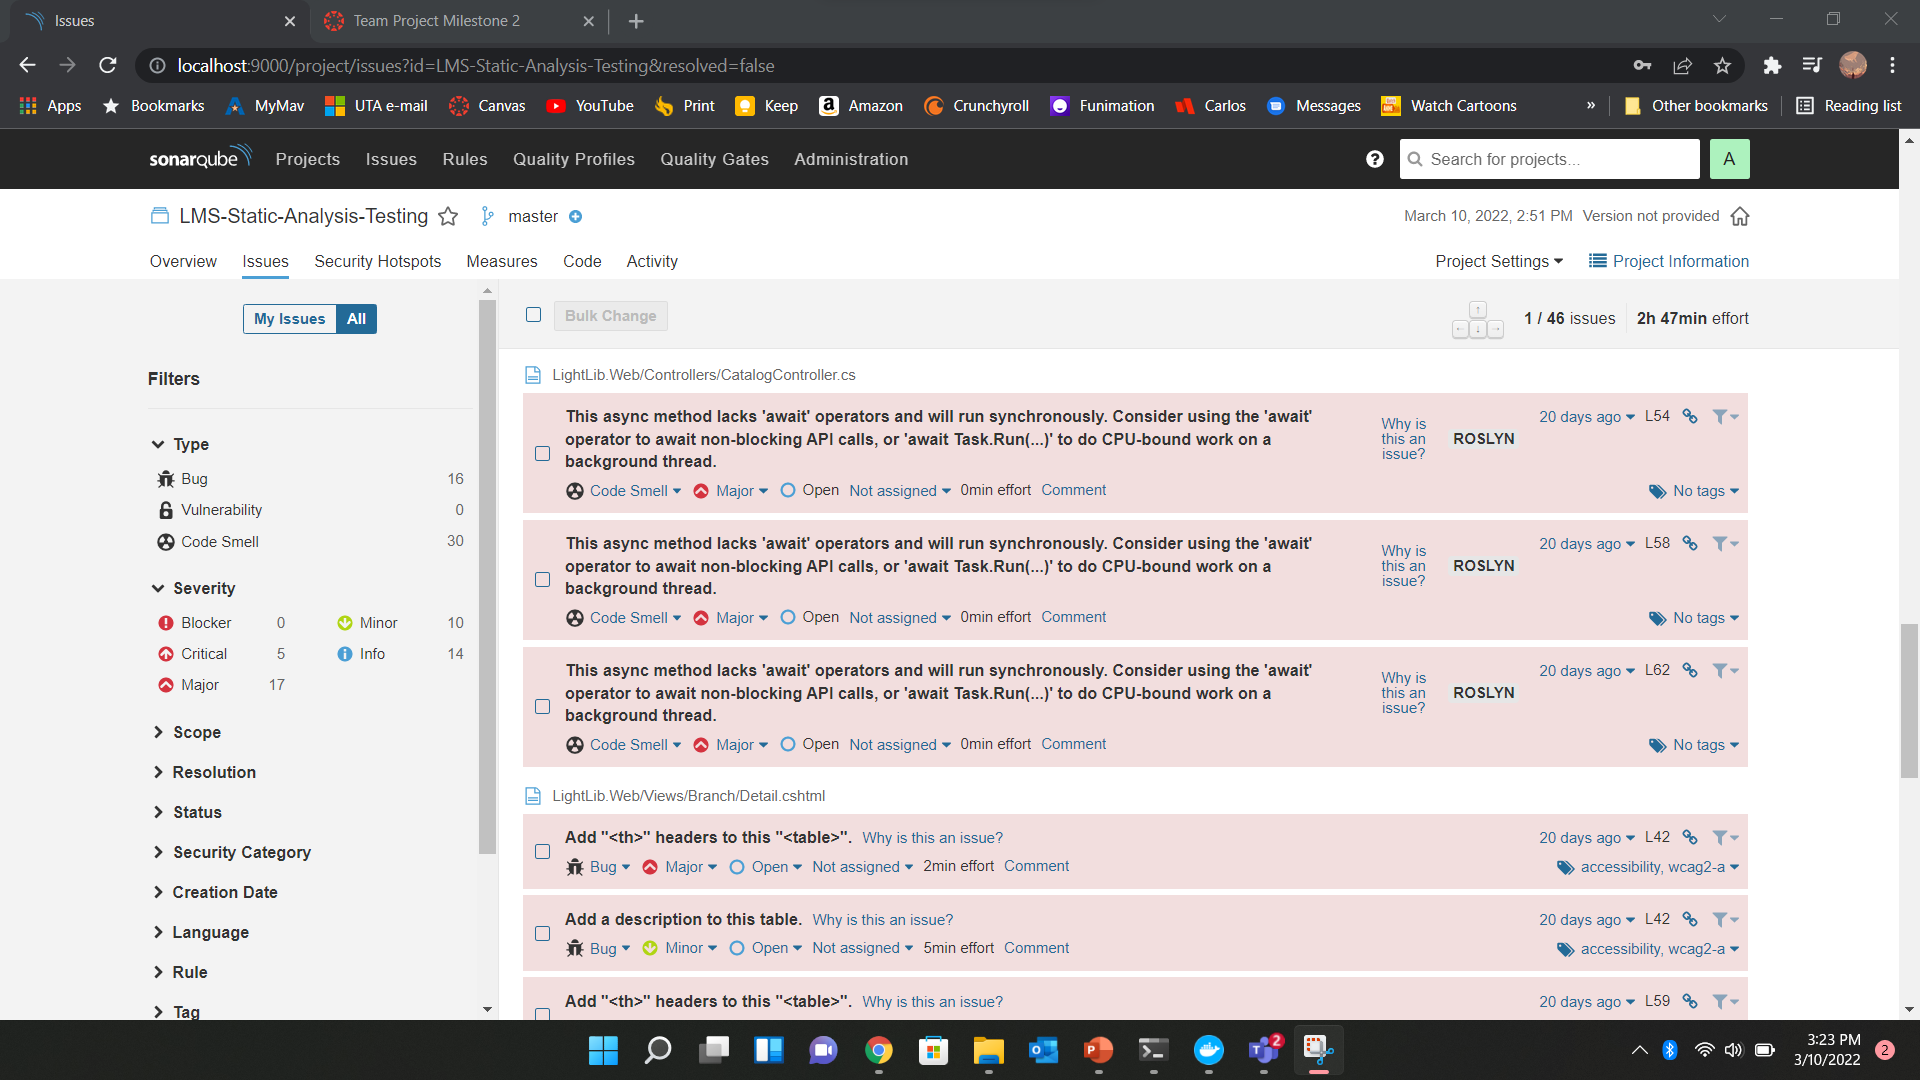 Issues
Team Project Milestone 2
localhost:9000/project/issues?id=LMS-Static-Analysis-Testing&resolved=false
Apps Bookmarks MyMav UTA e-mail Canvas YouTube Print Keep Amazon Crunchyroll Funimation Carlos Messages Watch Cartoons » Other bookmarks Reading list
sonarqube Projects Issues Rules Quality Profiles Quality Gates Administration
Search for projects...
A
LMS-Static-Analysis-Testing master
March 10, 2022, 2:51 PM Version not provided
Overview Issues Security Hotspots Measures Code Activity
Project Settings Project Information
My Issues All
Bulk Change
1 / 46 issues 2h 47min effort
Filters
Type
Bug 16
Vulnerability 0
Code Smell 30
Severity
Blocker 0 Minor 10
Critical 5 Info 14
Major 17
Scope
Resolution
Status
Security Category
Creation Date
Language
Rule
Tag
LightLib.Web/Controllers/CatalogController.cs
This async method lacks 'await' operators and will run synchronously. Consider using the 'await'
operator to await non-blocking API calls, or 'await Task.Run(...)' to do CPU-bound work on a
background thread.
Why is
this an
issue?
ROSLYN
20 days ago L54
Code Smell Major Open Not assigned 0min effort Comment
No tags
This async method lacks 'await' operators and will run synchronously. Consider using the 'await'
operator to await non-blocking API calls, or 'await Task.Run(...)' to do CPU-bound work on a
background thread.
Why is
this an
issue?
ROSLYN
20 days ago L58
Code Smell Major Open Not assigned 0min effort Comment
No tags
This async method lacks 'await' operators and will run synchronously. Consider using the 'await'
operator to await non-blocking API calls, or 'await Task.Run(...)' to do CPU-bound work on a
background thread.
Why is
this an
issue?
ROSLYN
20 days ago L62
Code Smell Major Open Not assigned 0min effort Comment
No tags
LightLib.Web/Views/Branch/Detail.cshtml
Add "<th>" headers to this "<table>". Why is this an issue?
20 days ago L42
Bug Major Open Not assigned 2min effort Comment
accessibility, wcag2-a
Add a description to this table. Why is this an issue?
20 days ago L42
Bug Minor Open Not assigned 5min effort Comment
accessibility, wcag2-a
Add "<th>" headers to this "<table>". Why is this an issue?
20 days ago L59
2
3:23 PM
3/10/2022
2